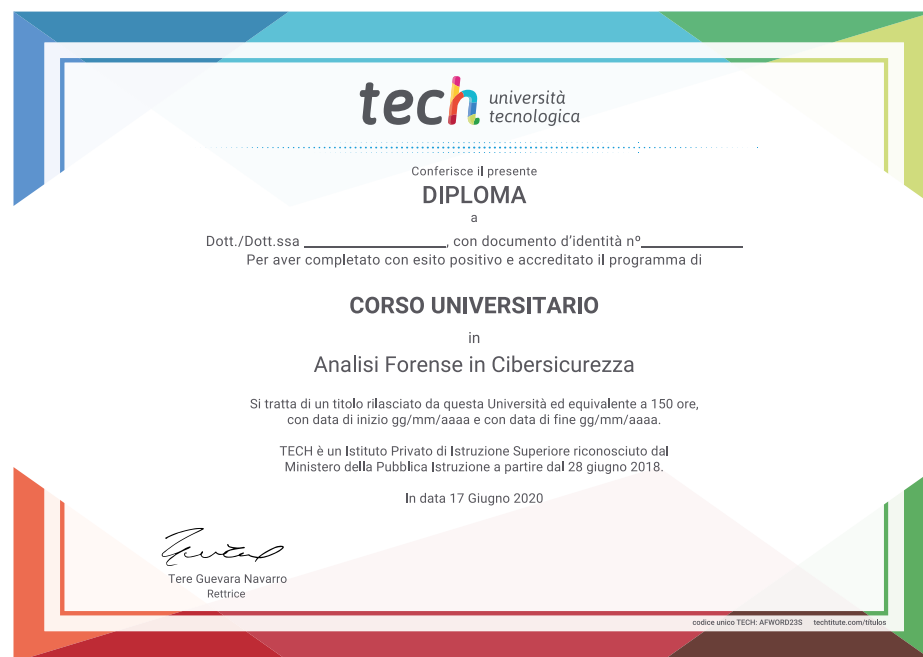 tech università
tecnologica
Conferisce il presente
DIPLOMA
a
Dott./Dott.ssa ____________________, con documento d'identità nº______________
Per aver completato con esito positivo e accreditato il programma di
CORSO UNIVERSITARIO
in
Analisi Forense in Cibersicurezza
Si tratta di un titolo rilasciato da questa Università ed equivalente a 150 ore,
con data di inizio gg/mm/aaaa e con data di fine gg/mm/aaaa.
TECH è un Istituto Privato di Istruzione Superiore riconosciuto dal
Ministero della Pubblica Istruzione a partire dal 28 giugno 2018.
In data 17 Giugno 2020
Tere Guevara Navarro
Rettrice
codice unico TECH: AFWORD23S techtitute.com/titulos